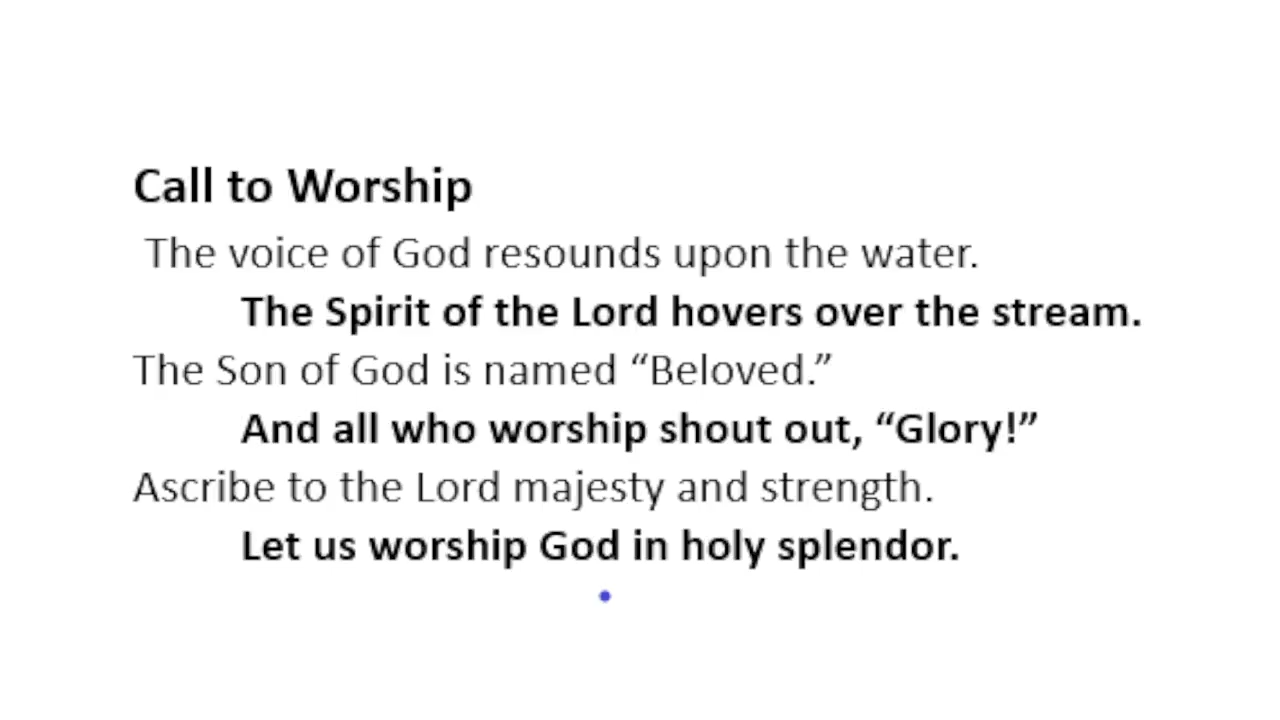 Call to Worship
The voice of God resounds upon the water.
The Spirit of the Lord hovers over the stream.
The Son of God is named “Beloved.”
And all who worship shout out, “Glory!”
Ascribe to the Lord majesty and strength.
Let us worship God in holy splendor.